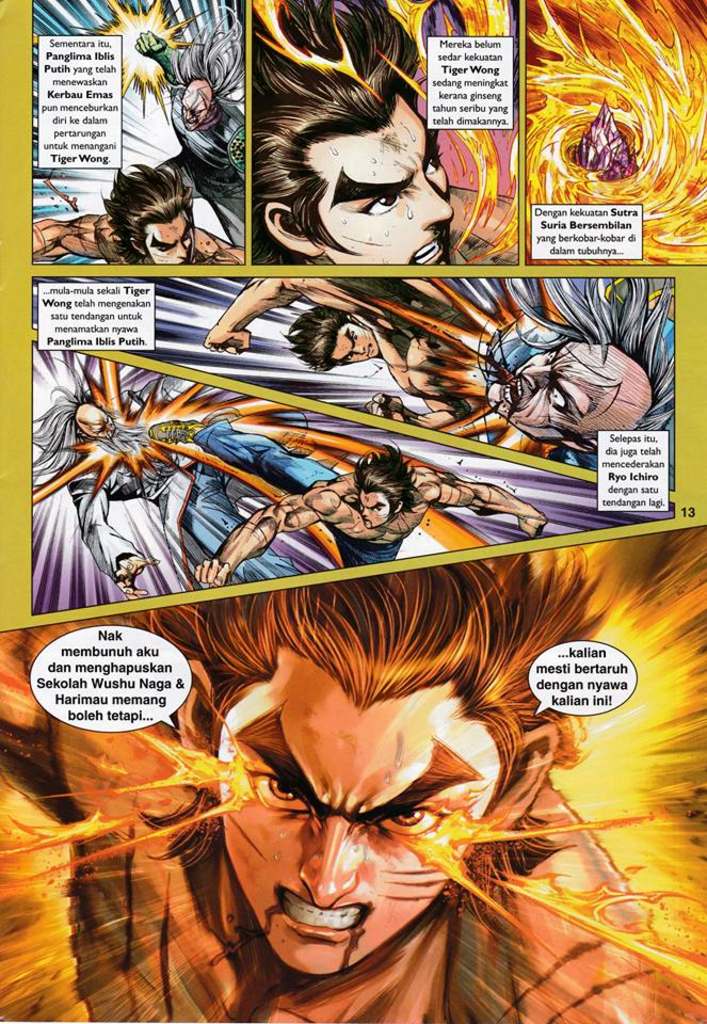 Sementara itu,
Panglima Iblis
Putih yang telah
menewaskan
Kerbau Emas
pun menceburkan
diri ke dalam
pertarungan
untuk menangani
Tiger Wong.
Mereka belum
sedar kekuatan
Tiger Wong
sedang meningkat
kerana ginseng
tahun seribu yang
telah dimakannya.
Dengan kekuatan Sutra
Suria Bersembilan
yang berkobar-kobar di
dalam tubuhnya...
...mula-mula sekali Tiger
Wong telah mengenakan
satu tendangan untuk
menamatkan nyawa
Panglima Iblis Putih.
Selepas itu,
dia juga telah
mencederakan
Ryo Ichiro
dengan satu
tendangan lagi.
13
Nak
membunuh aku
dan menghapuskan
Sekolah Wushu Naga &
Harimau memang
boleh tetapi...
...kalian
mesti bertaruh
dengan nyawa
kalian ini!